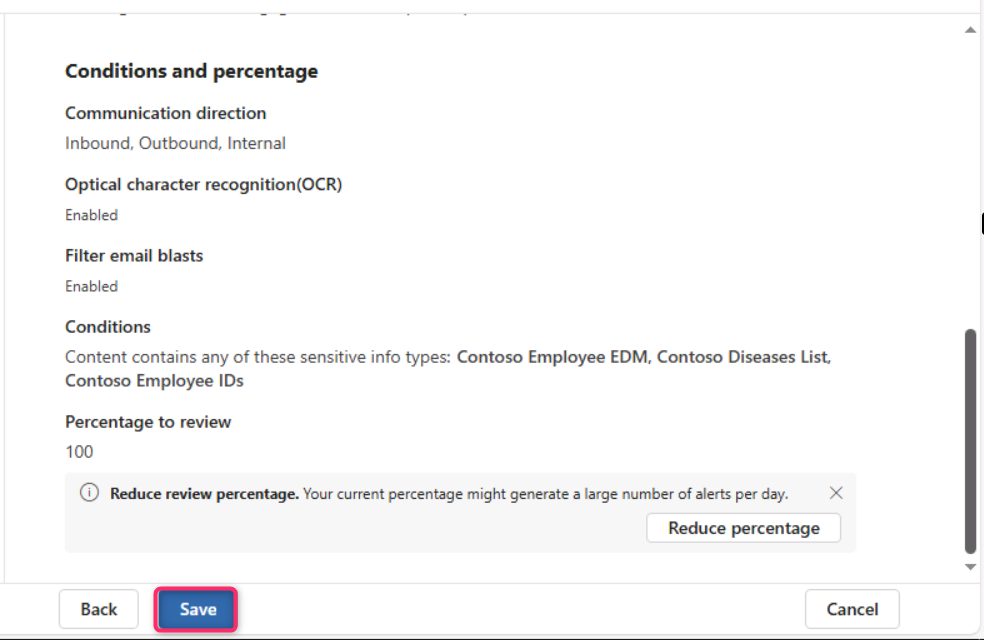 Conditions and percentage
Communication direction
Inbound, Outbound, Internal
Optical character recognition(OCR)
Enabled
Filter email blasts
Enabled
Conditions
Content contains any of these sensitive info types: Contoso Employee EDM, Contoso Diseases List,
Contoso Employee IDs
Percentage to review
100
Reduce review percentage. Your current percentage might generate a large number of alerts per day.
Reduce percentage
Back
Save
Cancel